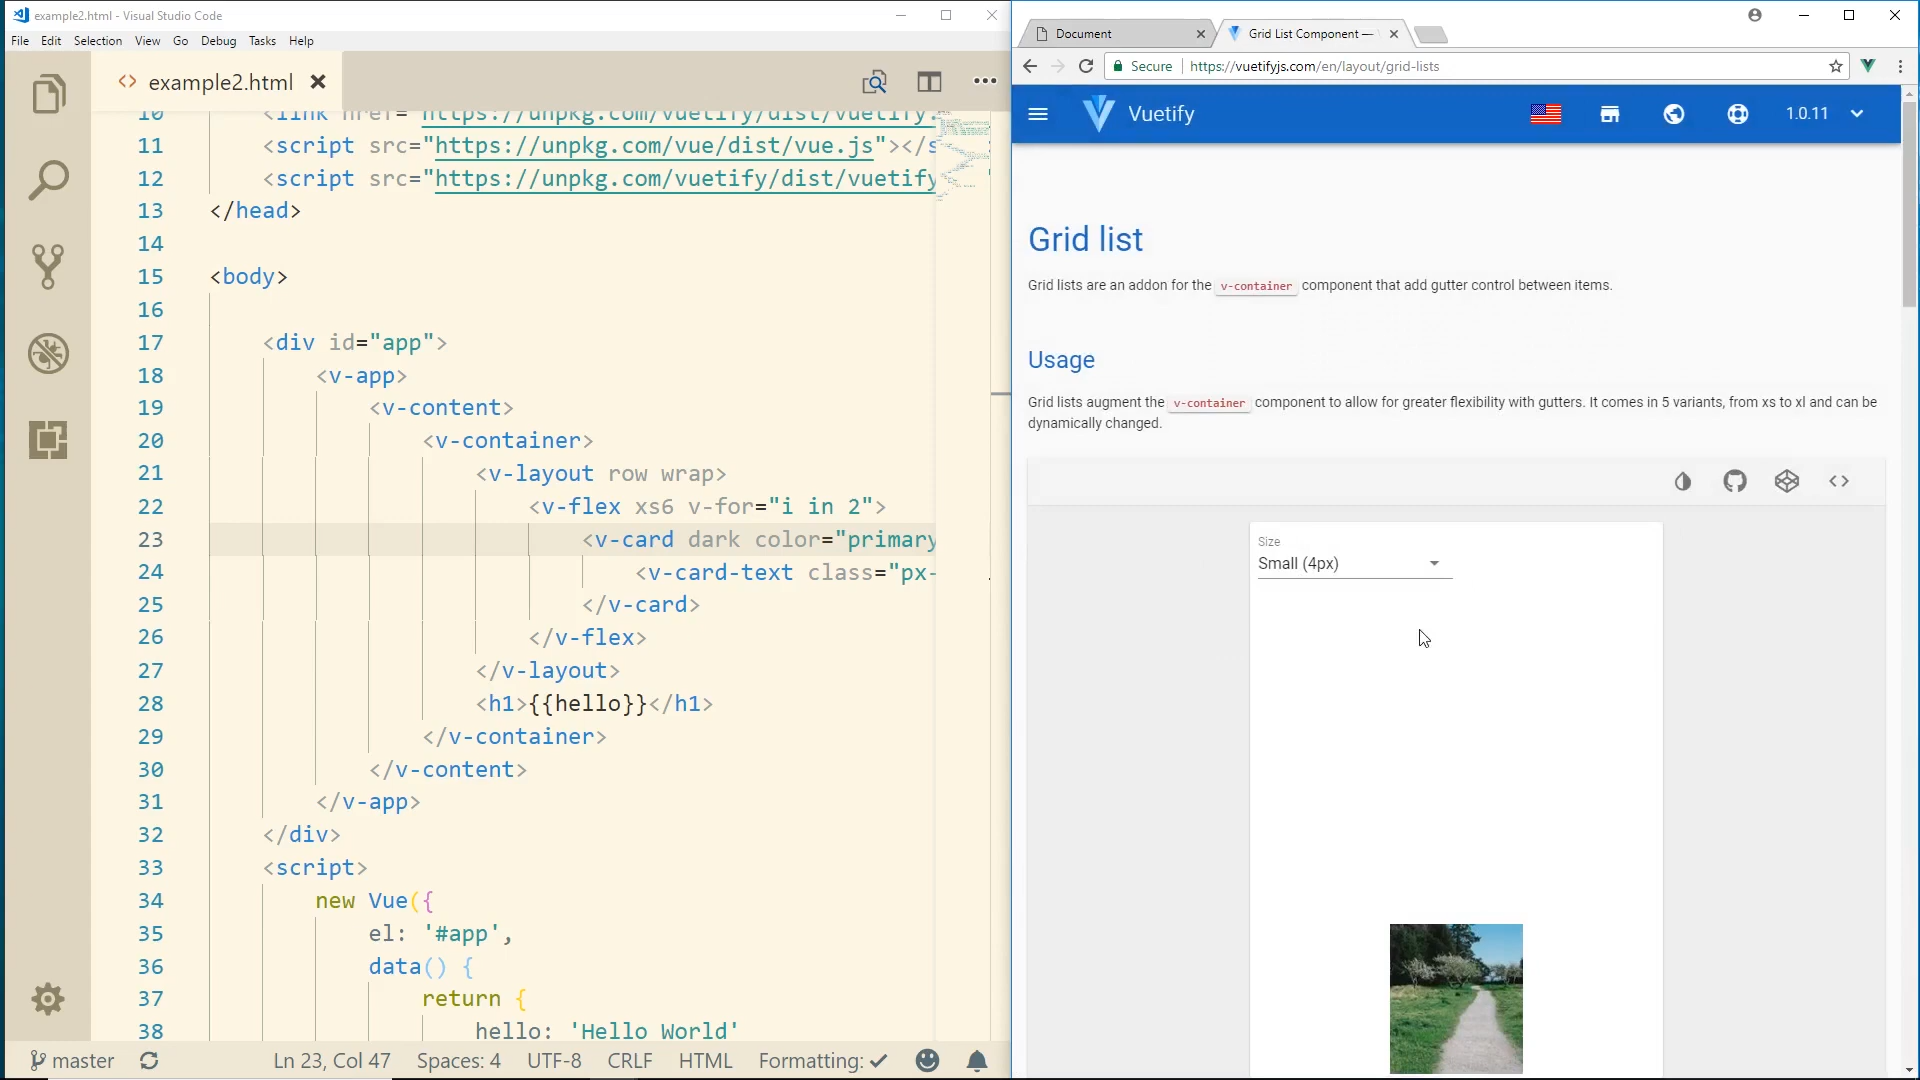 example2.html - Visual Studio Code
File Edit Selection View Go Debug Tasks Help
example2.html
10 <link href="https://unpkg.com/vuetify/dist/vuetify.
11 <script src="https://unpkg.com/vue/dist/vue.js"></s
12 <script src="https://unpkg.com/vuetify/dist/vuetify
13 </head>
14
15 <body>
16
17 <div id="app">
18 <v-app>
19 <v-content>
20 <v-container>
21 <v-layout row wrap>
22 <v-flex xs6 v-for="i in 2">
23 <v-card dark color="primary
24 <v-card-text class="px-
25 </v-card>
26 </v-flex>
27 </v-layout>
28 <h1>{{hello}}</h1>
29 </v-container>
30 </v-content>
31 </v-app>
32 </div>
33 <script>
34 new Vue({
35 el: '#app',
36 data() {
37 return {
38 hello: 'Hello World'
master Ln 23, Col 47 Spaces: 4 UTF-8 CRLF HTML Formatting: ✓
Document
Grid List Component —
Secure https://vuetifyjs.com/en/layout/grid-lists
Vuetify 1.0.11
Grid list
Grid lists are an addon for the v-container component that add gutter control between items.
Usage
Grid lists augment the v-container component to allow for greater flexibility with gutters. It comes in 5 variants, from xs to xl and can be
dynamically changed.
Size
Small (4px)